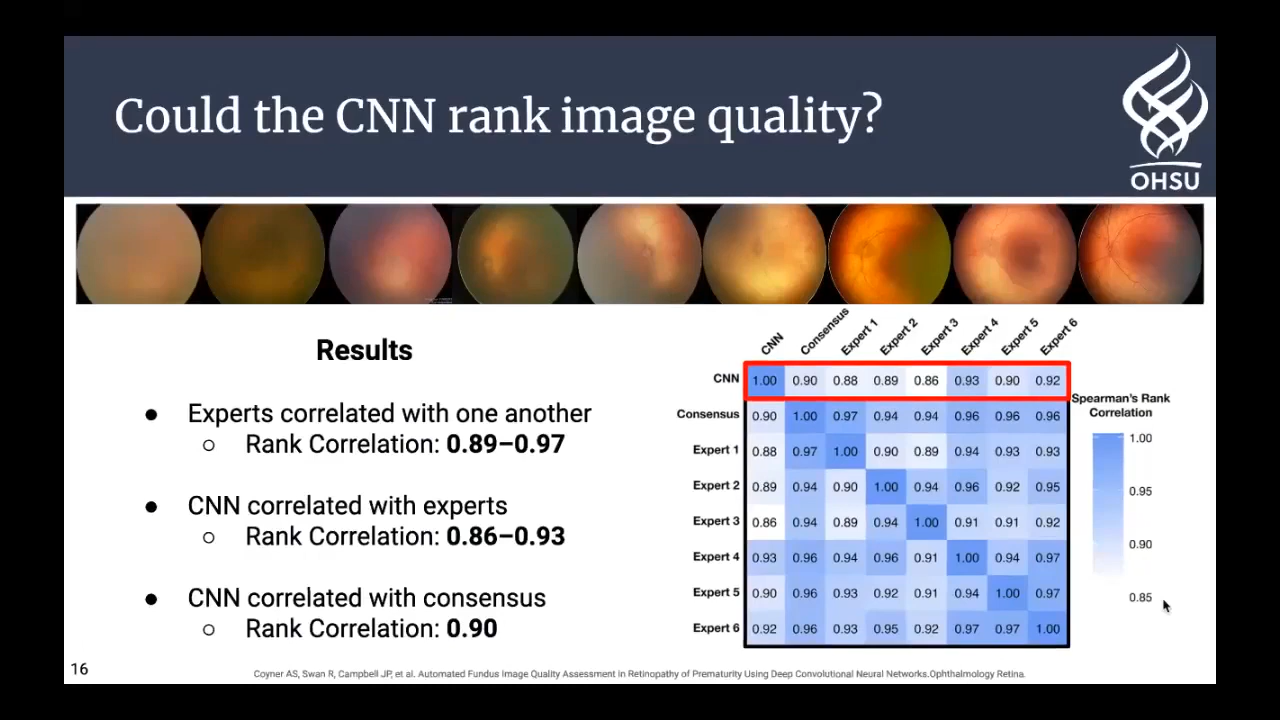 Could the CNN rank image quality?
OHSU
Results
● Experts correlated with one another
○ Rank Correlation: 0.89–0.97
● CNN correlated with experts
○ Rank Correlation: 0.86–0.93
● CNN correlated with consensus
○ Rank Correlation: 0.90
CNN Consensus Expert 1 Expert 2 Expert 3 Expert 4 Expert 5 Expert 6
CNN 1.00 0.90 0.88 0.89 0.86 0.93 0.90 0.92
Consensus 0.90 1.00 0.97 0.94 0.94 0.96 0.96 0.96
Expert 1 0.88 0.97 1.00 0.90 0.89 0.94 0.93 0.93
Expert 2 0.89 0.94 0.90 1.00 0.94 0.96 0.92 0.95
Expert 3 0.86 0.94 0.89 0.94 1.00 0.91 0.91 0.92
Expert 4 0.93 0.96 0.94 0.96 0.91 1.00 0.94 0.97
Expert 5 0.90 0.96 0.93 0.92 0.91 0.94 1.00 0.97
Expert 6 0.92 0.96 0.93 0.95 0.92 0.97 0.97 1.00
Spearman's Rank
Correlation
1.00
0.95
0.90
0.85
16
Coyner AS, Swan R, Campbell JP, et al. Automated Fundus Image Quality Assessment in Retinopathy of Prematurity Using Deep Convolutional Neural Networks.Ophthalmology Retina.